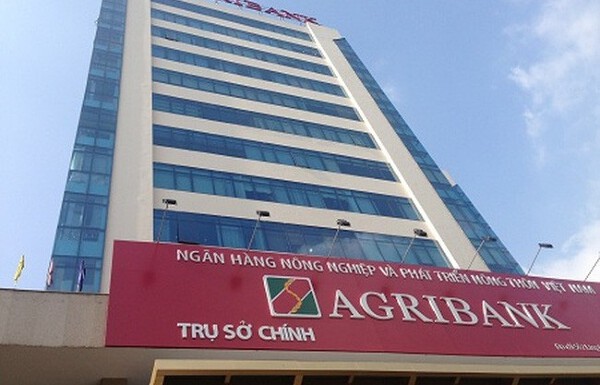 AGRIBANK
NGÂN HÀNG NÔNG NGHIỆP VÀ PHÁT TRIỂN NÔNG THÔN VIỆT NAM
AGRIBANK
TRỤ SỞ CHÍNH